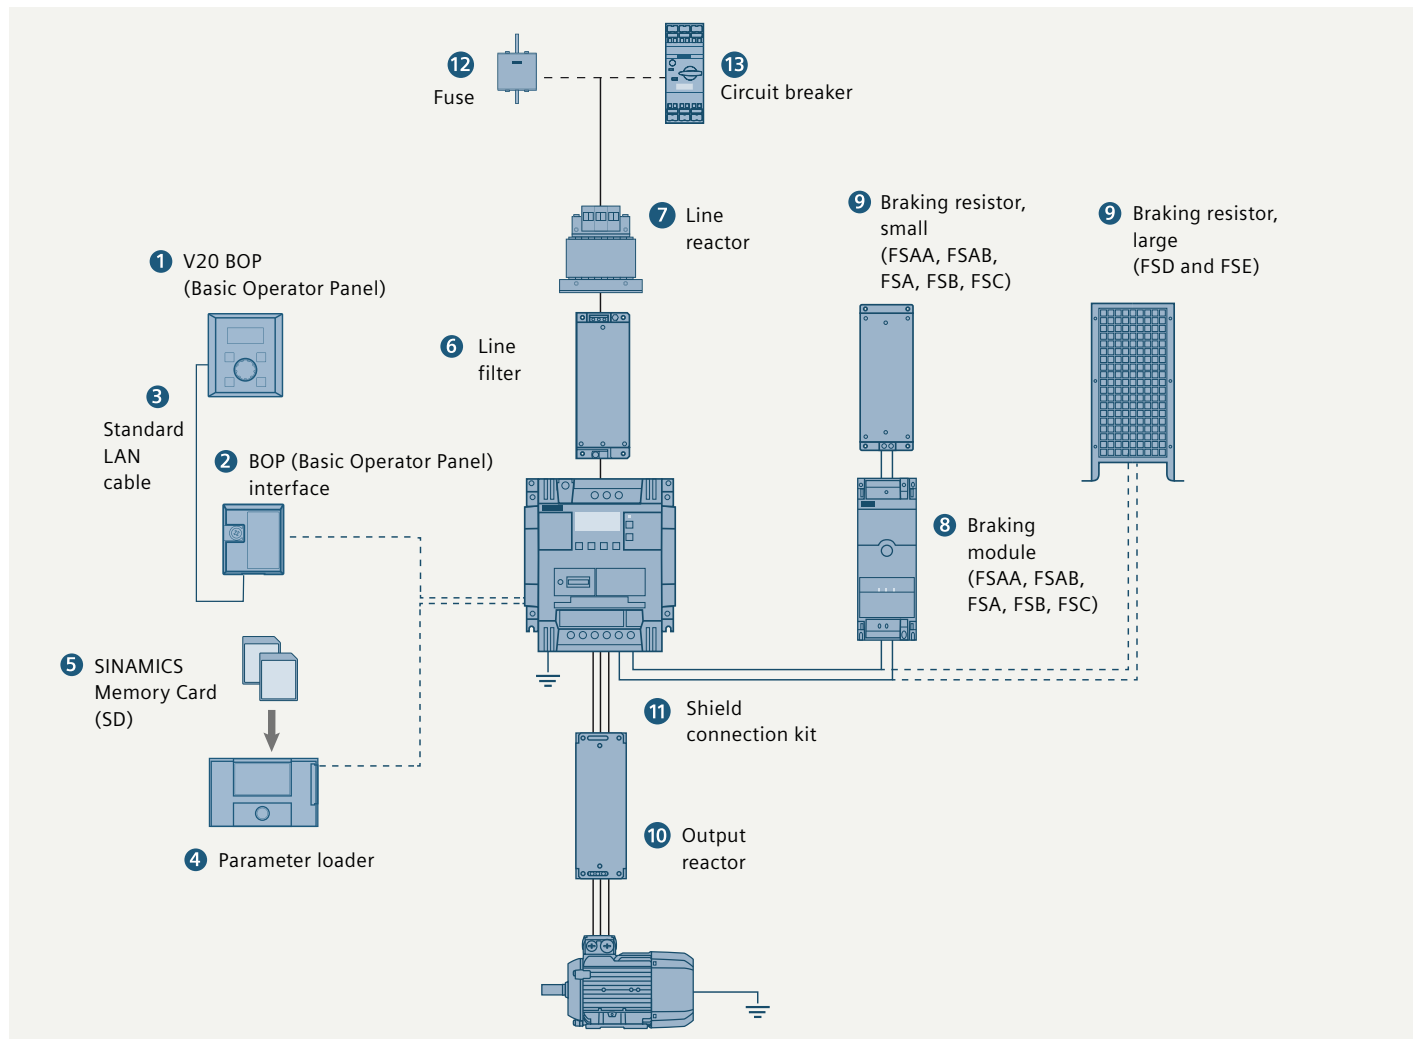 12
Fuse
13
Circuit breaker
7 Line
reactor
9 Braking resistor,
small
(FSAA, FSAB,
FSA, FSB, FSC)
9 Braking resistor,
large
(FSD and FSE)
1 V20 BOP
(Basic Operator Panel)
6 Line
filter
3
Standard
LAN
cable
2 BOP (Basic Operator Panel)
interface
8 Braking
module
(FSAA, FSAB,
FSA, FSB, FSC)
5 SINAMICS
Memory Card
(SD)
11 Shield
connection kit
10 Output
reactor
4 Parameter loader